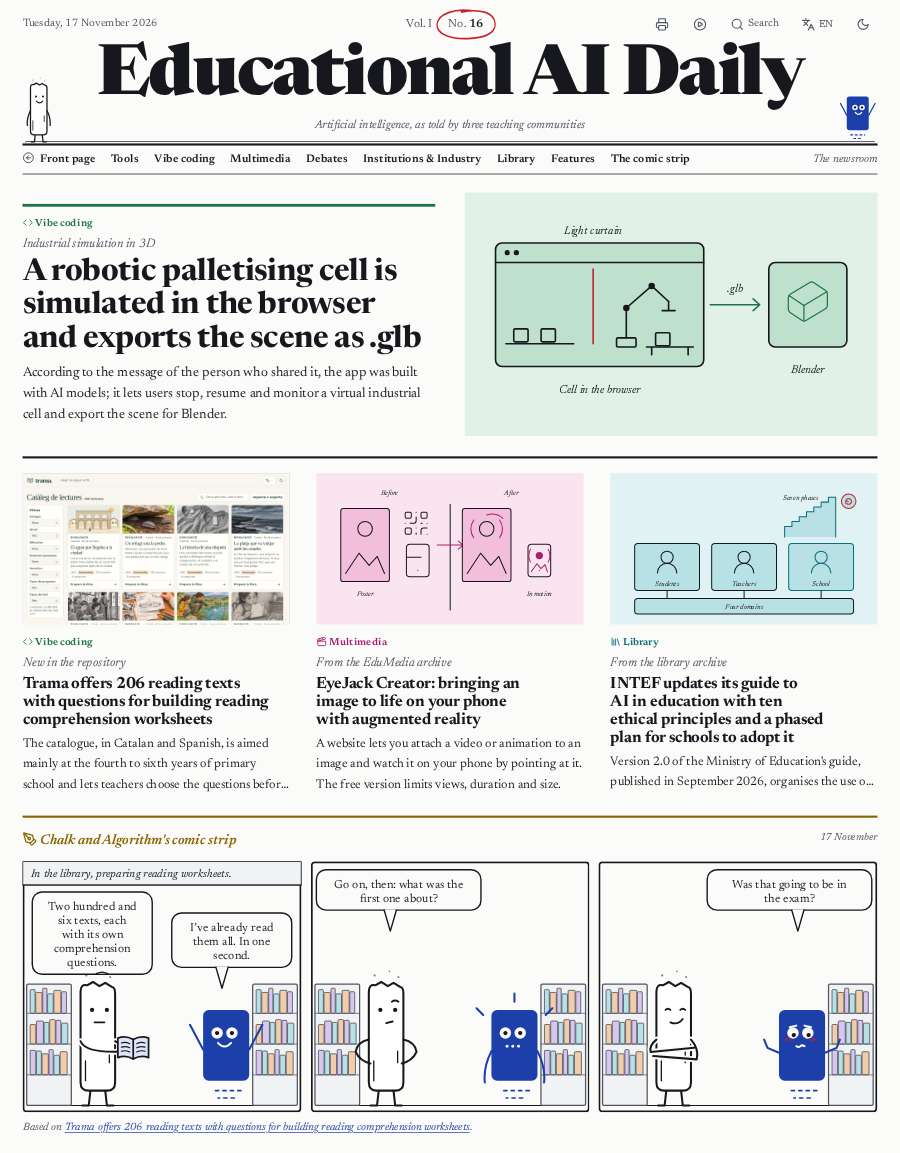 Tuesday, 17 November 2026
Vol. I No. 16
Search
EN
Educational AI Daily
Artificial intelligence, as told by three teaching communities
Front page Tools Vibe coding Multimedia Debates Institutions & Industry Library Features The comic strip
The newsroom
Vibe coding
Industrial simulation in 3D
A robotic palletising cell is
simulated in the browser
and exports the scene as .glb
According to the message of the person who shared it, the app was built
with AI models; it lets users stop, resume and monitor a virtual industrial
cell and export the scene for Blender.
Light curtain
.glb
Blender
Cell in the browser
trama
Catàleg de lectures
Vibe coding
New in the repository
Trama offers 206 reading texts
with questions for building reading
comprehension worksheets
The catalogue, in Catalan and Spanish, is aimed
mainly at the fourth to sixth years of primary
school and lets teachers choose the questions befor...
Before
After
Poster
In motion
Multimedia
From the EduMedia archive
EyeJack Creator: bringing an
image to life on your phone
with augmented reality
A website lets you attach a video or animation to an
image and watch it on your phone by pointing at it.
The free version limits views, duration and size.
Seven phases
Students
Teachers
School
Four domains
Library
From the library archive
INTEF updates its guide to
AI in education with ten
ethical principles and a phased
plan for schools to adopt it
Version 2.0 of the Ministry of Education's guide,
published in September 2026, organises the use o...
Chalk and Algorithm's comic strip
17 November
In the library, preparing reading worksheets.
Two hundred and
six texts, each
with its own
comprehension
questions.
I've already read
them all. In one
second.
Go on, then: what was the
first one about?
Was that going to be in
the exam?
Based on Trama offers 206 reading texts with questions for building reading comprehension worksheets.